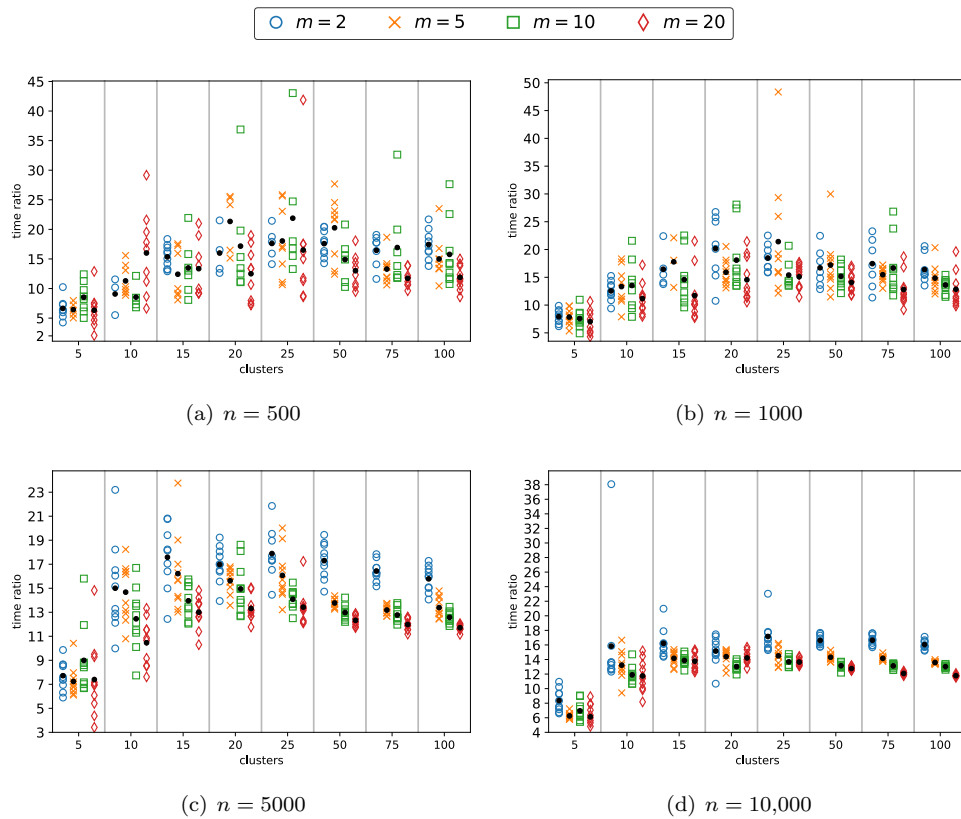 m = 2 m = 5 m = 10 m = 20
45
40
35
30
25
20
15
10
5
2
time ratio
5 10 15 20 25 50 75 100
clusters
(a) n = 500
50
45
40
35
30
25
20
15
10
5
time ratio
5 10 15 20 25 50 75 100
clusters
(b) n = 1000
23
21
19
17
15
13
11
9
7
5
3
time ratio
5 10 15 20 25 50 75 100
clusters
(c) n = 5000
38
36
34
32
30
28
26
24
22
20
18
16
14
12
10
8
6
4
time ratio
5 10 15 20 25 50 75 100
clusters
(d) n = 10,000